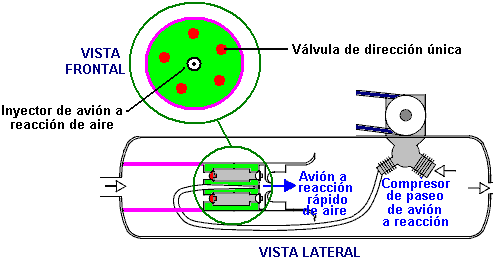 VISTA
FRONTAL
Válvula de dirección única
Inyector de avión a
reacción de aire
Avión a
reacción
rápido
de aire
Compresor
de paseo
de avión
a reacción
VISTA LATERAL